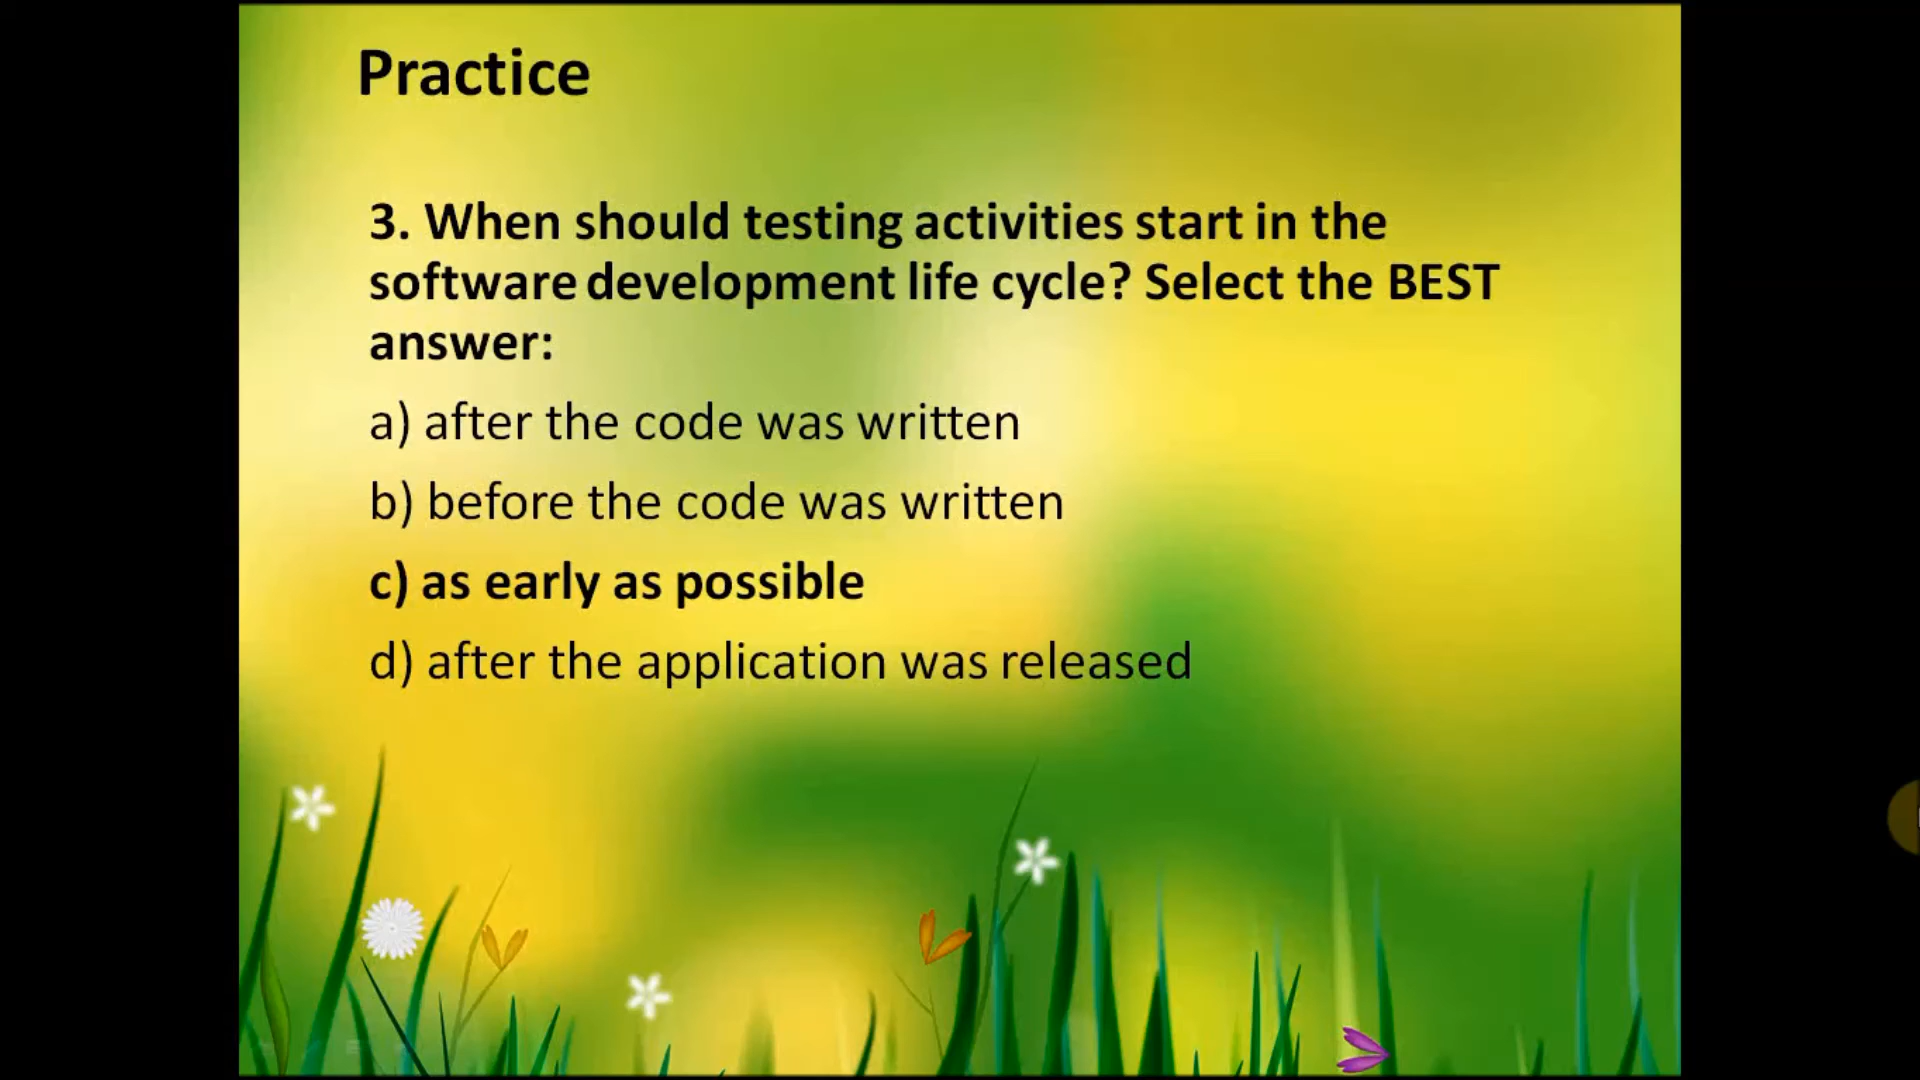 Practice
3. When should testing activities start in the
software development life cycle? Select the BEST
answer:
a) after the code was written
b) before the code was written
c) as early as possible
d) after the application was released